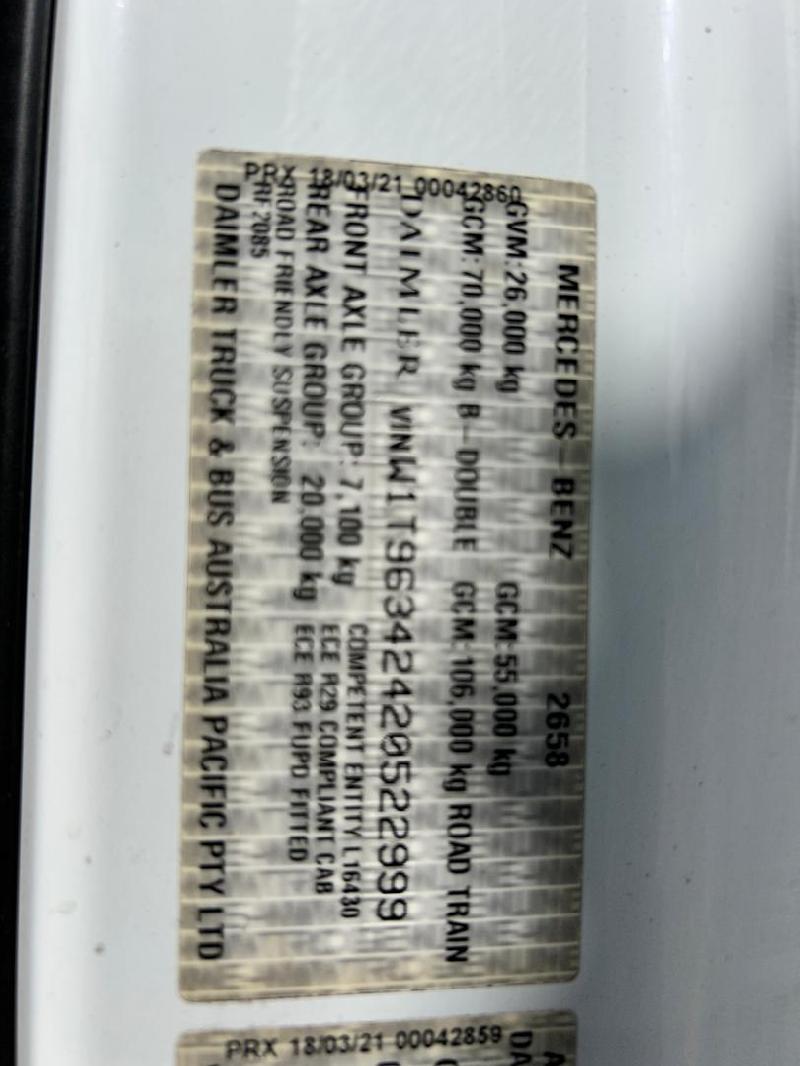 MERCEDES-BENZ 2658
GVM: 26,000 kg GCM: 55,000 kg
GCM: 70,000 kg B-DOUBLE GCM: 106,000 kg ROAD TRAIN
DAIMLER VINW1T96342420522999
FRONT AXLE GROUP: 7,100 kg COMPETENT ENTITY L16430
REAR AXLE GROUP: 20,000 kg ECE R29 COMPLIANT CAB
ROAD FRIENDLY SUSPENSION ECE R93 FUPD FITTED
RF2085
DAIMLER TRUCK & BUS AUSTRALIA PACIFIC PTY LTD
PRX 18/03/21 00042860
PRX 18/03/21 00042859
DA